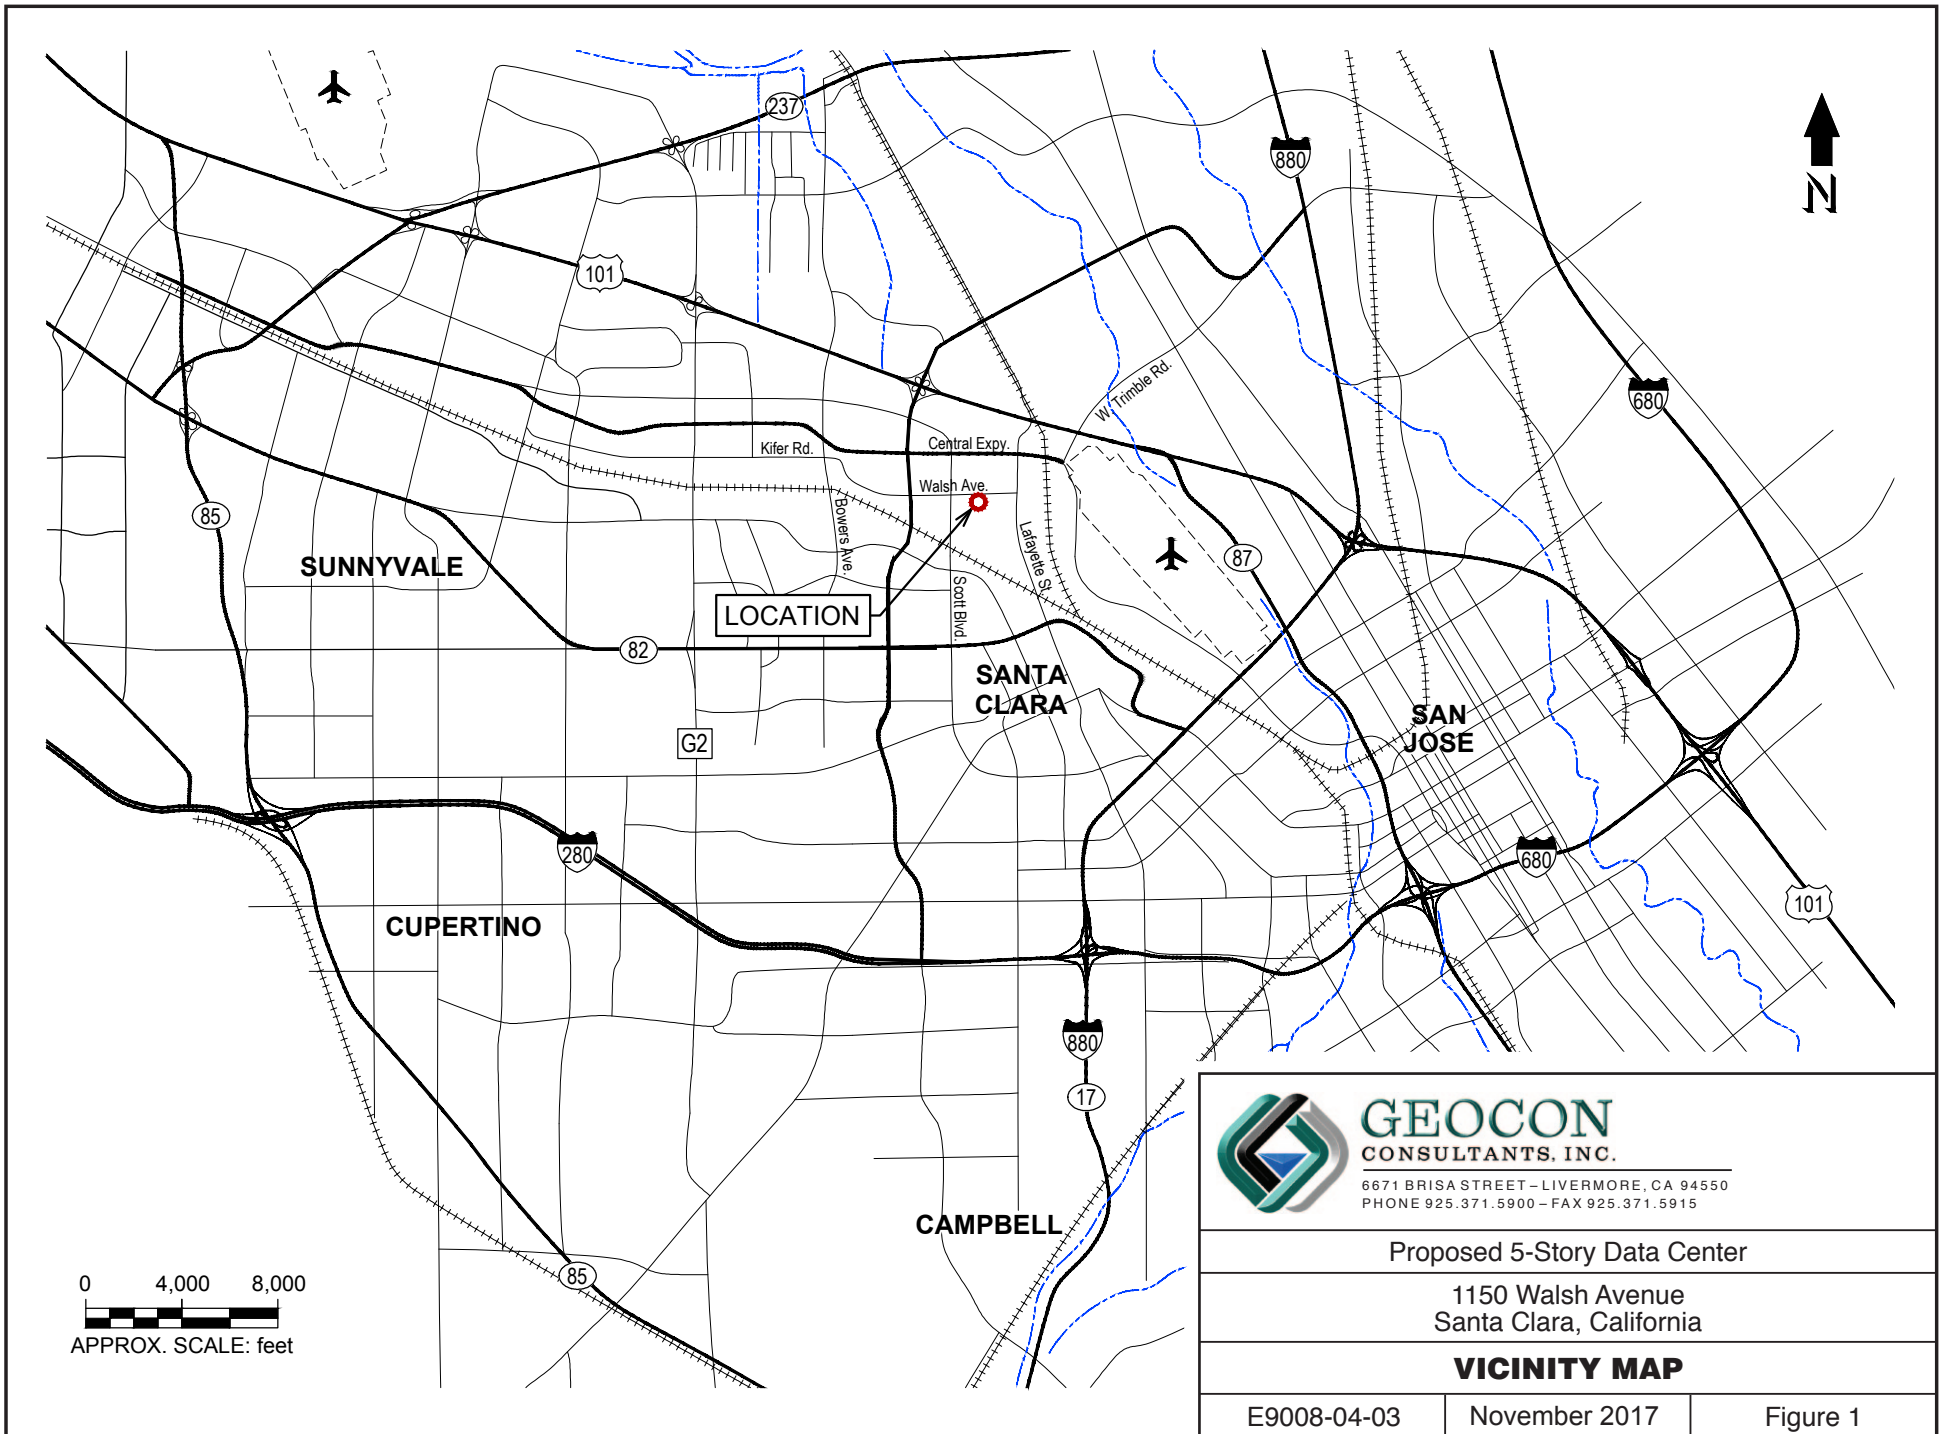 237
880
N
101
W. Trimble Rd.
680
Central Expy.
Kifer Rd.
Walsh Ave.
Bowers Ave.
Lafayette St.
85
87
SUNNYVALE
LOCATION
Scott Blvd.
82
SANTA
CLARA
SAN
JOSE
G2
280
680
101
CUPERTINO
880
17
CAMPBELL
85
0 4,000 8,000
APPROX. SCALE: feet
GEOCON
CONSULTANTS, INC.
6671 BRISA STREET – LIVERMORE, CA 94550
PHONE 925.371.5900 – FAX 925.371.5915
Proposed 5-Story Data Center
1150 Walsh Avenue
Santa Clara, California
VICINITY MAP
E9008-04-03
November 2017
Figure 1